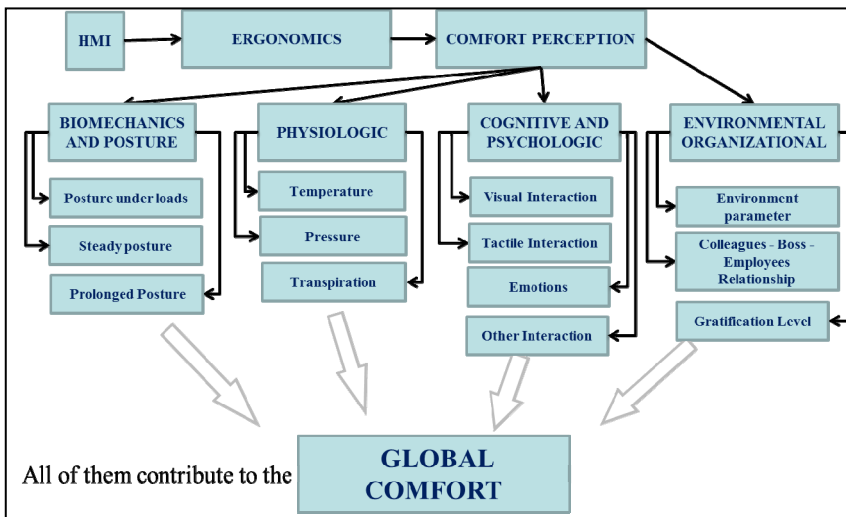 HMI
ERGONOMICS
COMFORT PERCEPTION
BIOMECHANICS
AND POSTURE
PHYSIOLOGIC
COGNITIVE AND
PSYCHOLOGIC
ENVIRONMENTAL
ORGANIZATIONAL
Posture under loads
Steady posture
Prolonged Posture
Temperature
Pressure
Transpiration
Visual Interaction
Tactile Interaction
Emotions
Other Interaction
Environment
parameter
Colleagues - Boss -
Employees
Relationship
Gratification Level
All of them contribute to the
GLOBAL
COMFORT